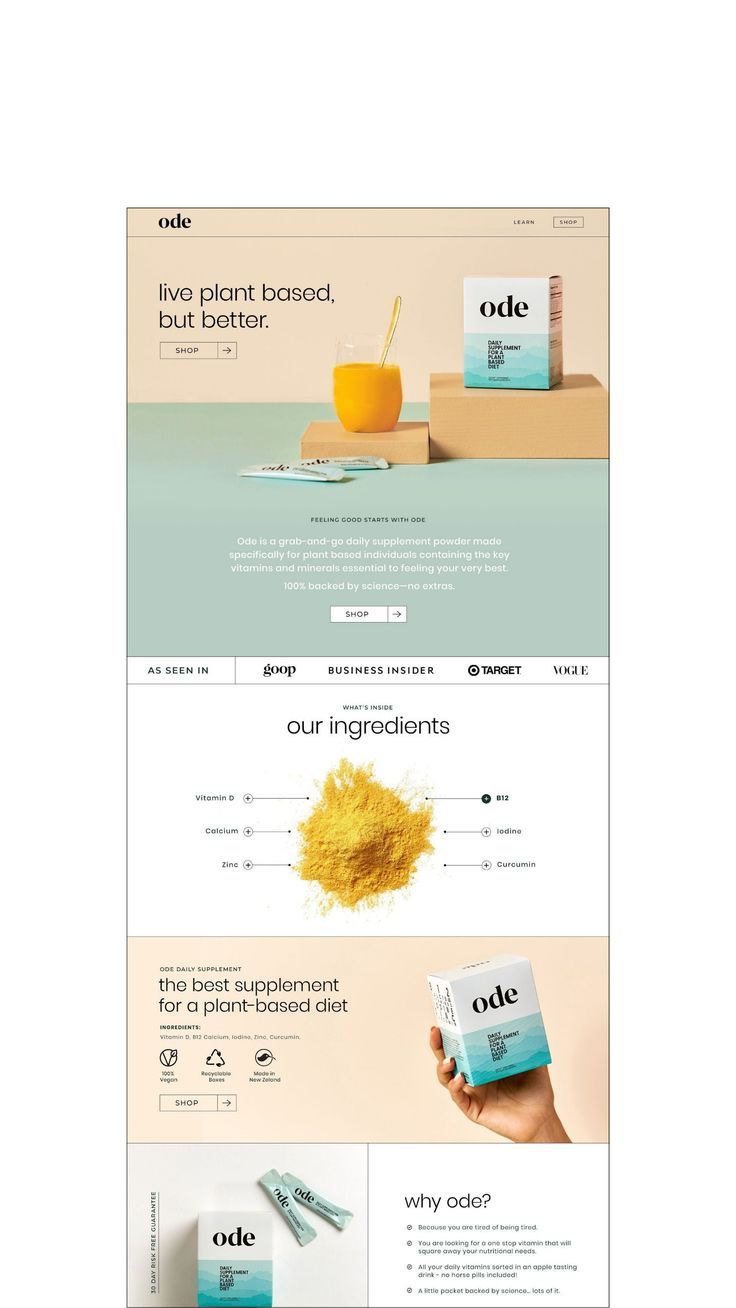 ode
LEARN
SHOP
live plant based,
but better.
SHOP
ode
DAILY
SUPPLEMENT
FOR A
PLANT
BASED
DIET
ode
ode
FEELING GOOD STARTS WITH ODE
Ode is a grab-and-go daily supplement powder made
specifically for plant based individuals containing the key
vitamins and minerals essential to feeling your very best.
100% backed by science—no extras.
SHOP
AS SEEN IN
goop
BUSINESS INSIDER
TARGET
VOGUE
WHAT'S INSIDE
our ingredients
Vitamin D
B12
Calcium
Iodine
Zinc
Curcumin
ODE DAILY SUPPLEMENT
the best supplement
for a plant-based diet
INGREDIENTS:
Vitamin D, B12 Calcium, Iodine, Zinc, Curcumin.
100%
Vegan
Recyclable
Boxes
Made in
New Zeland
SHOP
ode
DAILY
SUPPLEMENT
FOR A
PLANT
BASED
DIET
30 DAY RISK FREE GUARANTEE
ode
ode
ode
DAILY
SUPPLEMENT
FOR A
PLANT
BASED
DIET
why ode?
Because you are tired of being tired.
You are looking for a one stop vitamin that will
square away your nutritional needs.
All your daily vitamins sorted in an apple tasting
drink - no horse pills included!
A little packet backed by science... lots of it.